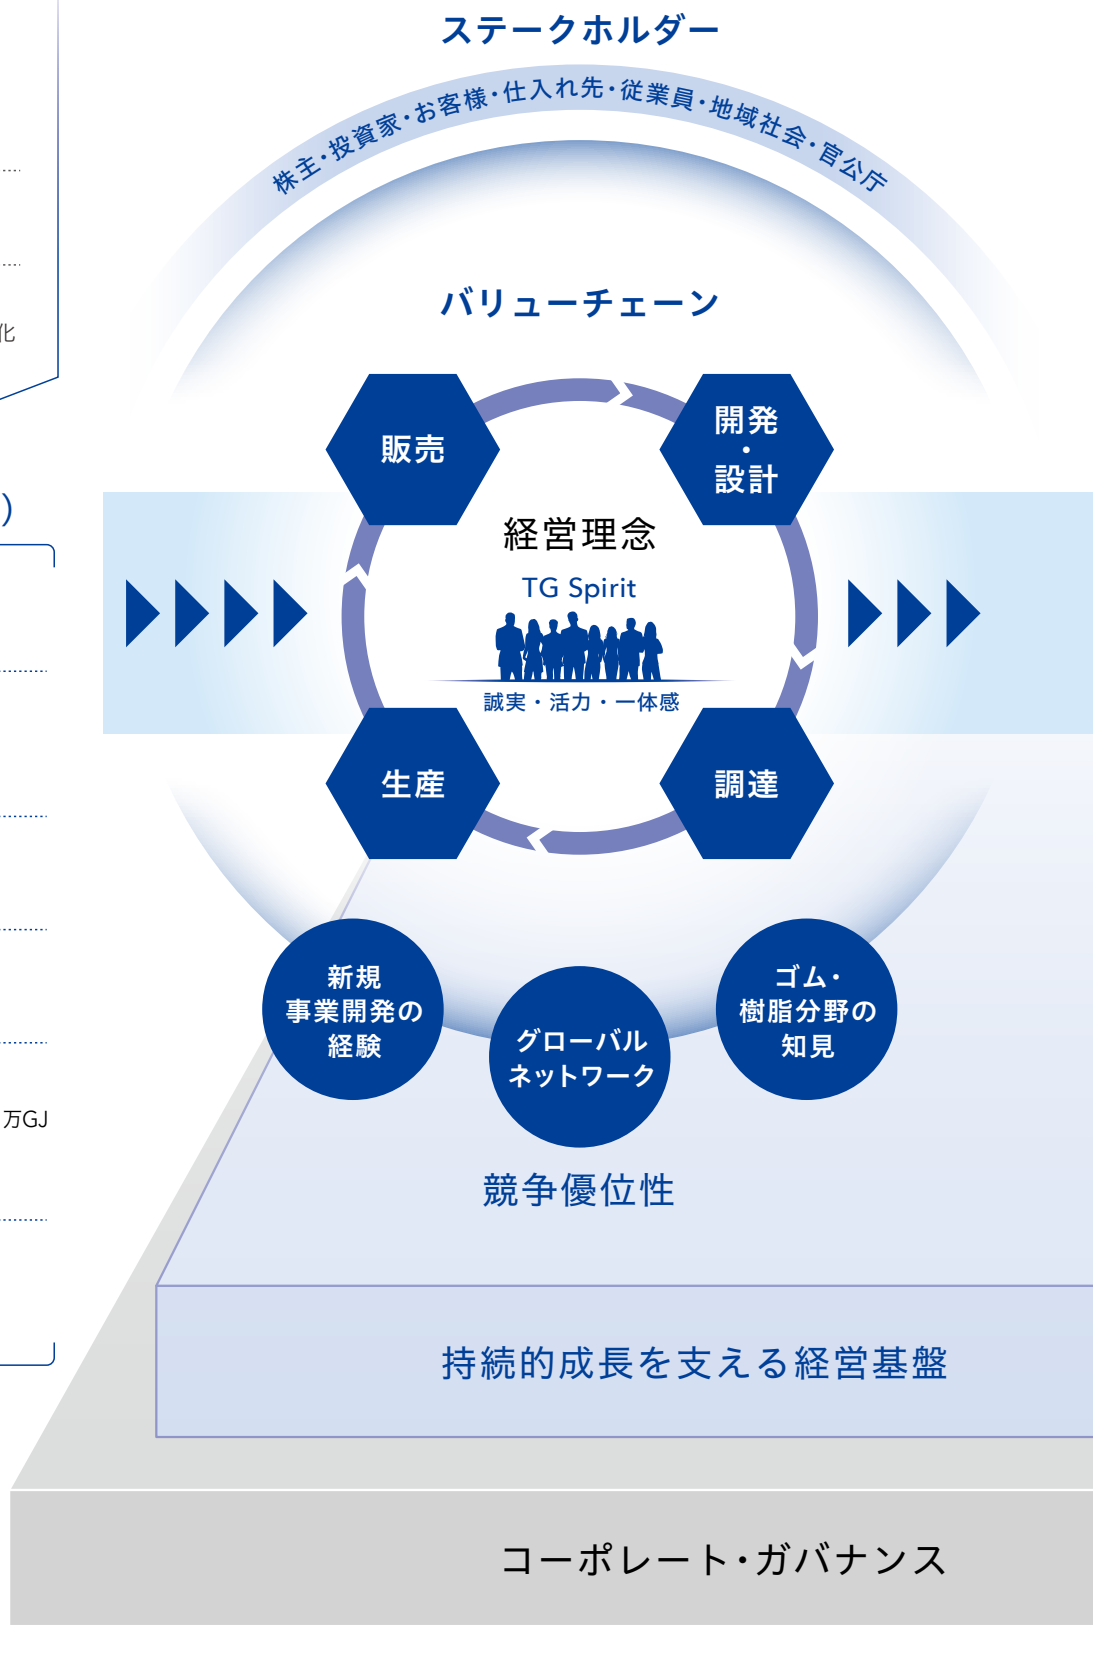 ステークホルダー
株主・投資家・お客様・仕入れ先・従業員・地域社会・官公庁
化
バリューチェーン
販売
開発
・
設計
)
経営理念
TG Spirit
誠実・活力・一体感
生産
調達
新規
事業開発の
経験
グローバル
ネットワーク
ゴム・
樹脂分野の
知見
万GJ
競争優位性
持続的成長を支える経営基盤
コーポレート・ガバナンス